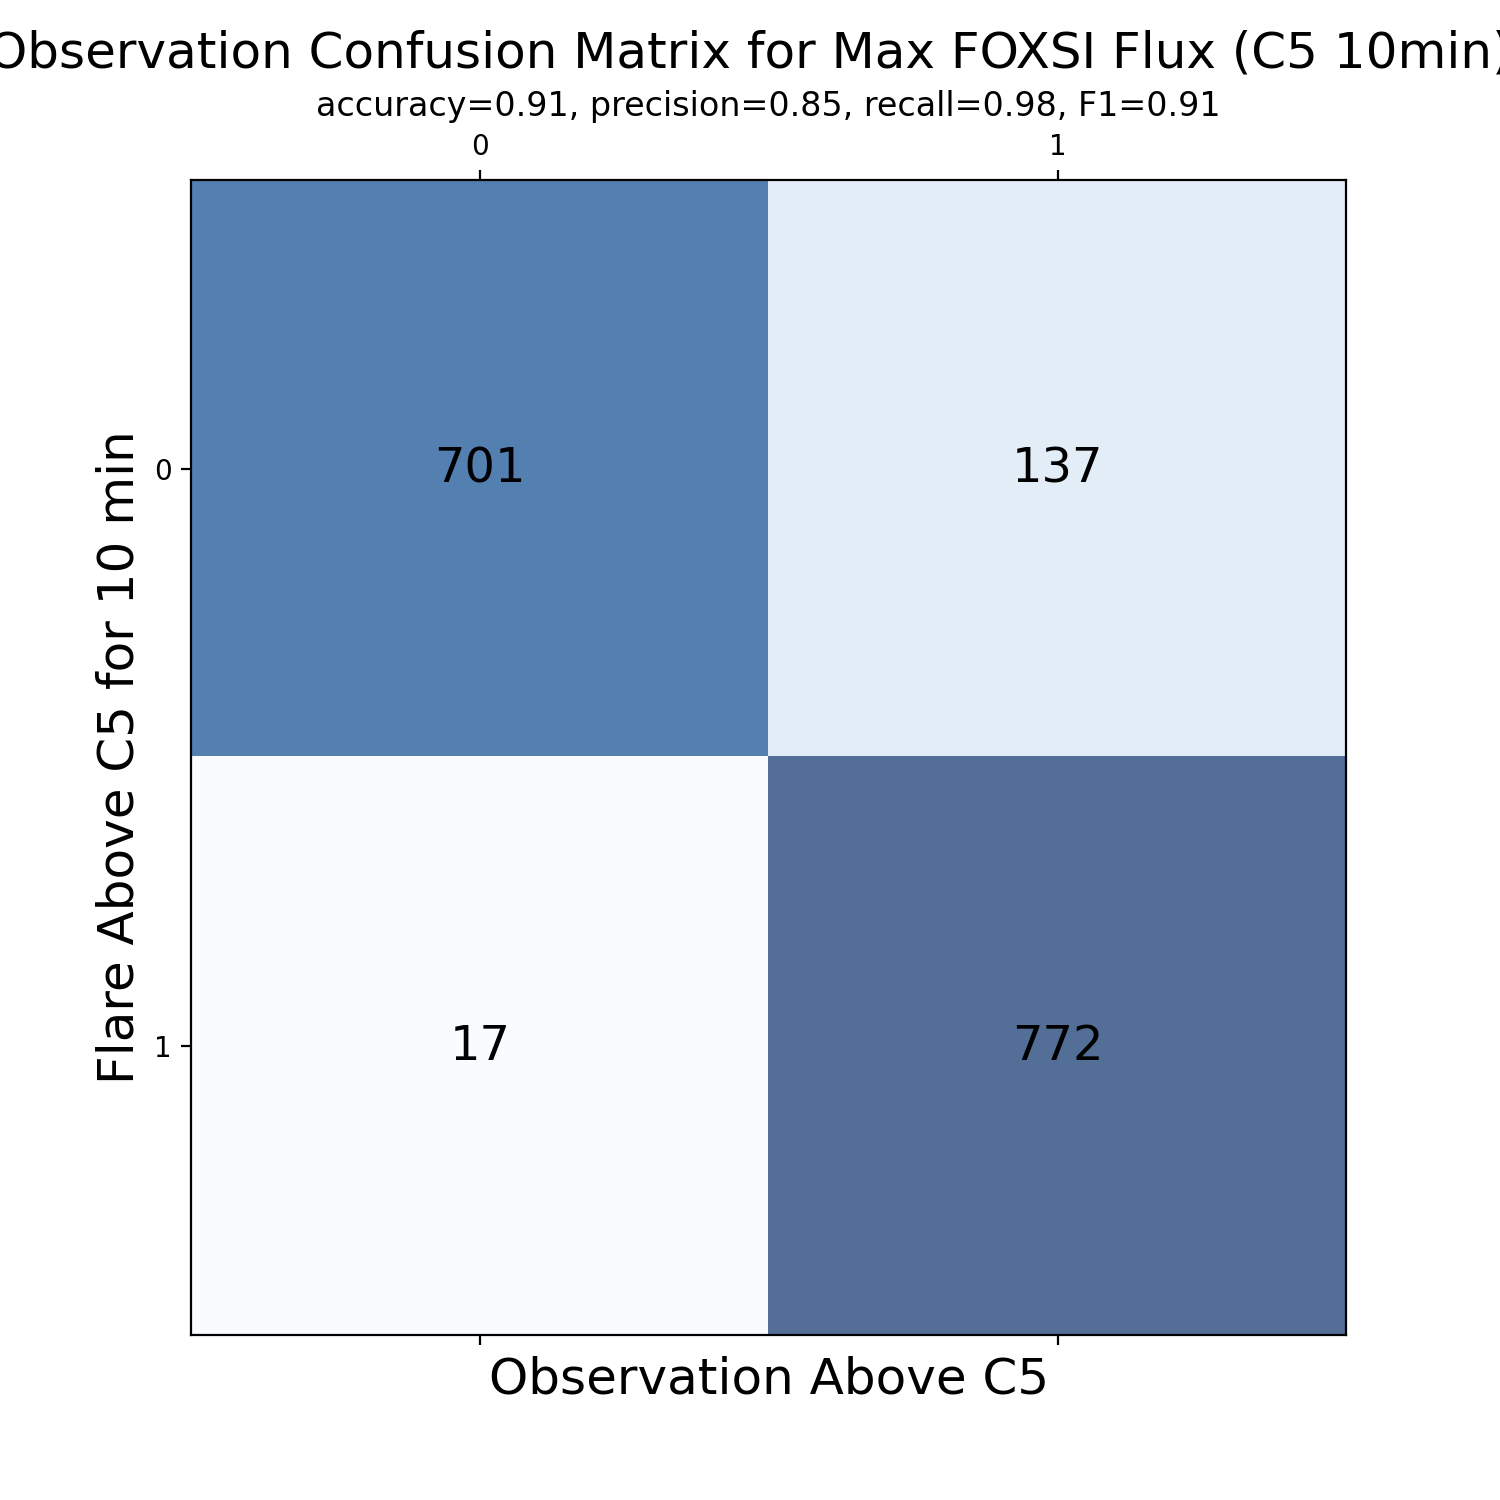 Observation Confusion Matrix for Max FOXSI Flux (C5 10min)
accuracy=0.91, precision=0.85, recall=0.98, F1=0.91
0 1
Flare Above C5 for 10 min
0
701 137
1
17 772
Observation Above C5